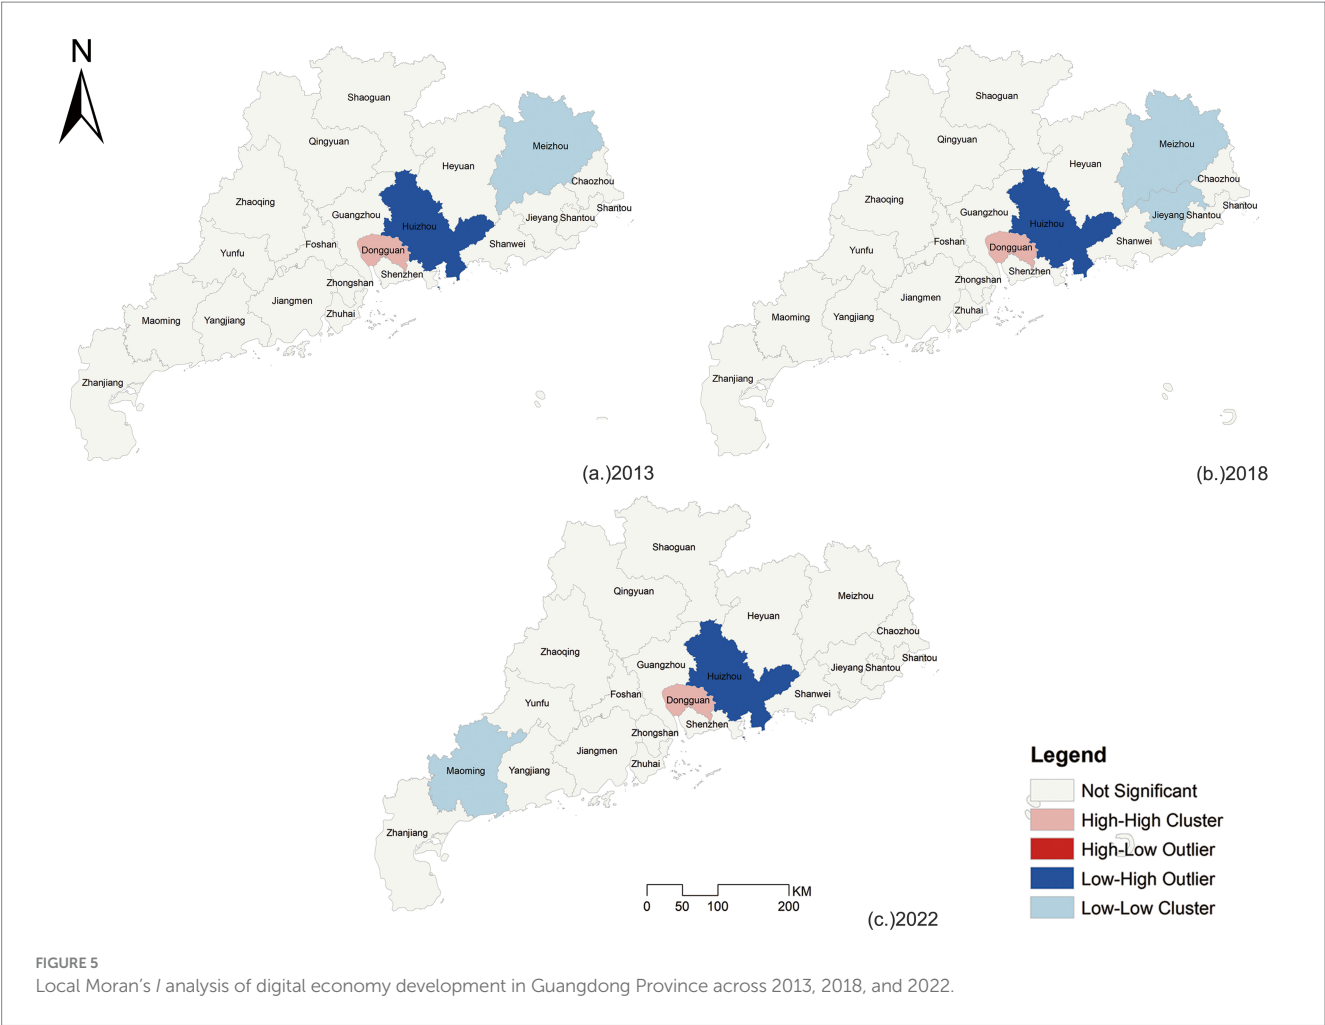 N
Shaoguan
Qingyuan
Meizhou
Heyuan
Chaozhou
Zhaoqing
Shantou
Guangzhou
Jieyang Shantou
Huizhou
Foshan
Shanwei
Yunfu
Dongguan
Shenzhen
Zhongshan
Jiangmen
Zhuhai
Maoming
Yangjiang
Zhanjiang
(a.)2013
Shaoguan
Qingyuan
Meizhou
Heyuan
Chaozhou
Zhaoqing
Shantou
Guangzhou
Jieyang Shantou
Huizhou
Foshan
Shanwei
Yunfu
Dongguan
Shenzhen
Zhongshan
Jiangmen
Zhuhai
Maoming
Yangjiang
Zhanjiang
(b.)2018
Shaoguan
Qingyuan
Meizhou
Heyuan
Chaozhou
Zhaoqing
Shantou
Guangzhou
Jieyang Shantou
Huizhou
Foshan
Shanwei
Yunfu
Dongguan
Shenzhen
Zhongshan
Jiangmen
Zhuhai
Maoming
Yangjiang
Zhanjiang
KM
0 50 100 200
(c.)2022
Legend
Not Significant
High-High Cluster
High-Low Outlier
Low-High Outlier
Low-Low Cluster
FIGURE 5
Local Moran's I analysis of digital economy development in Guangdong Province across 2013, 2018, and 2022.